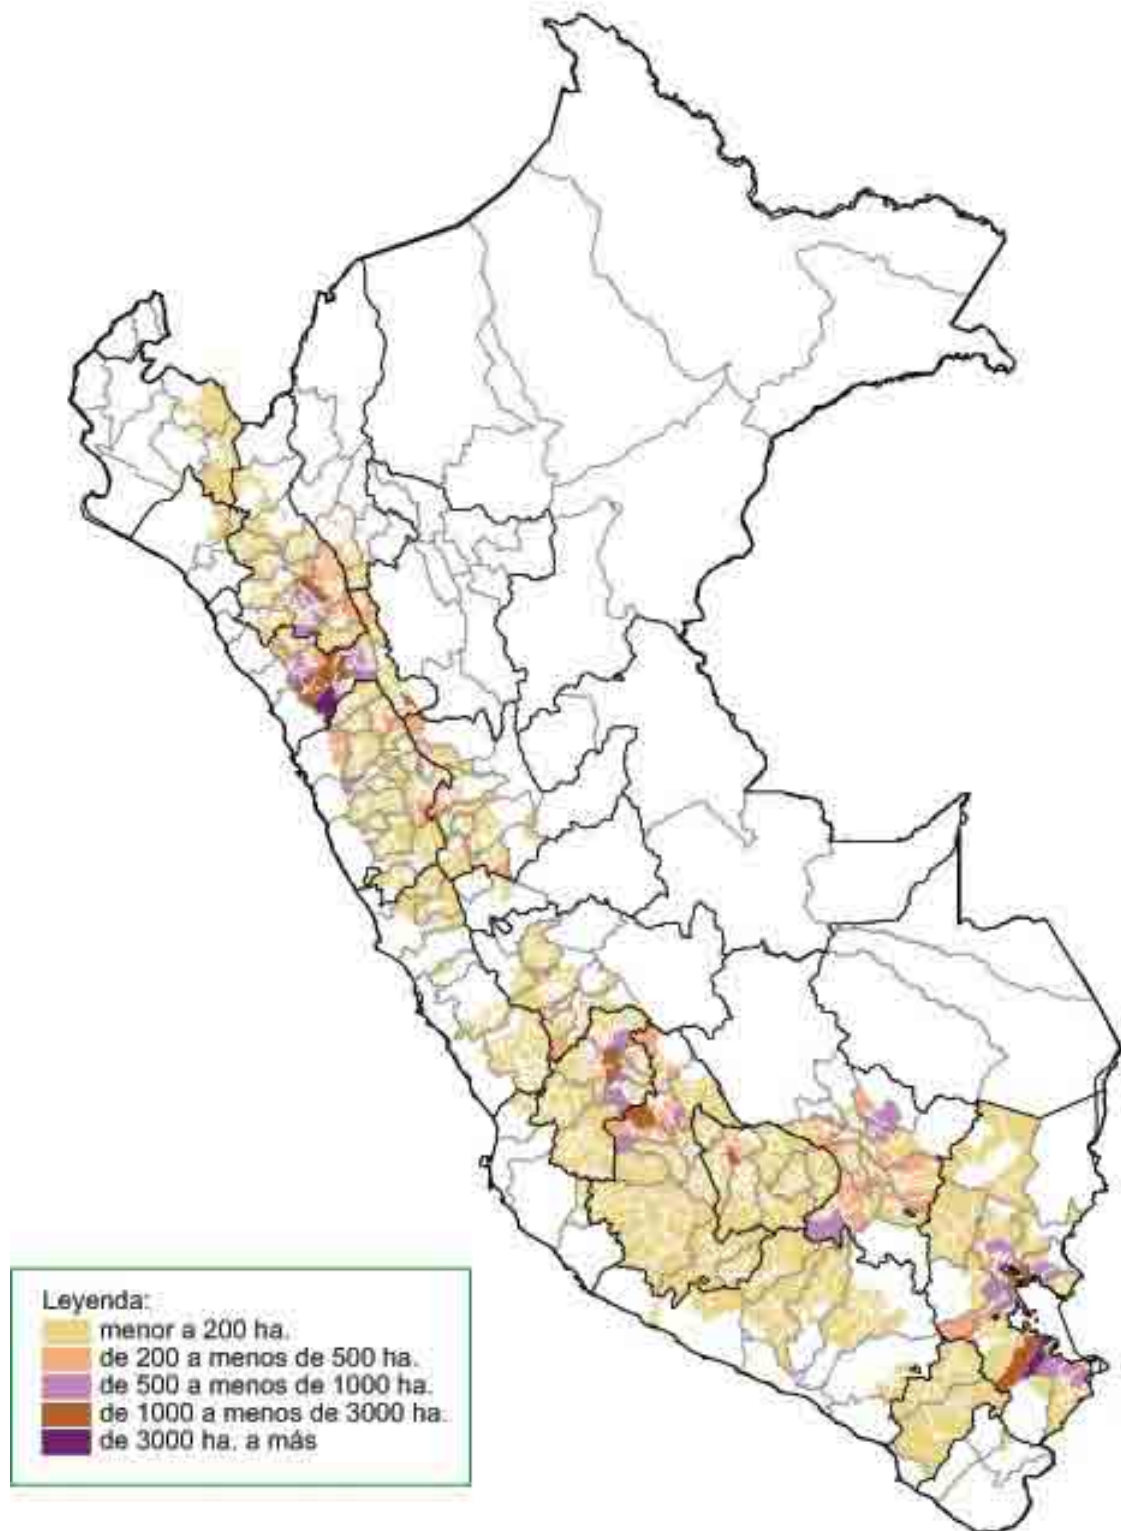 Leyenda:
menor a 200 ha.
de 200 a menos de 500 ha.
de 500 a menos de 1000 ha.
de 1000 a menos de 3000 ha.
de 3000 ha. a más